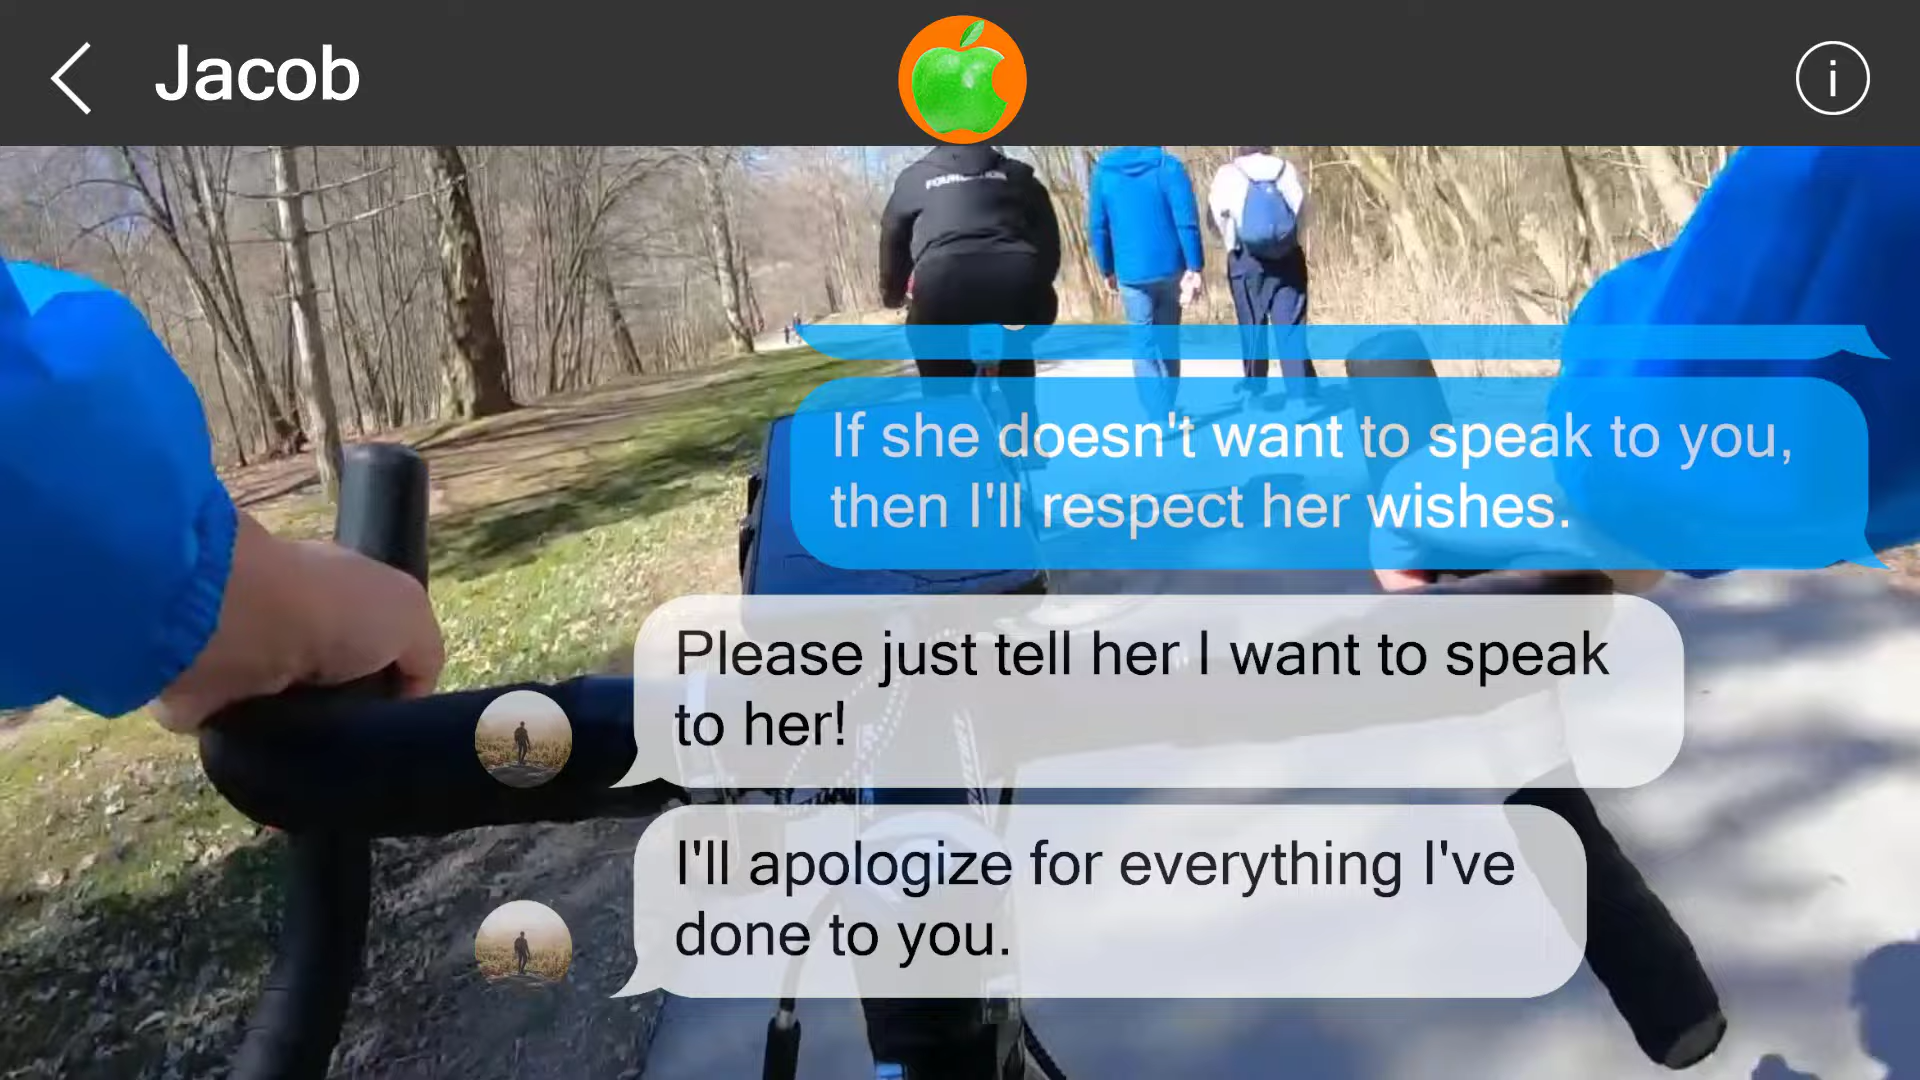 Jacob
If she doesn't want to speak to you,
then I'll respect her wishes.
Please just tell her I want to speak
to her!
I'll apologize for everything I've
done to you.